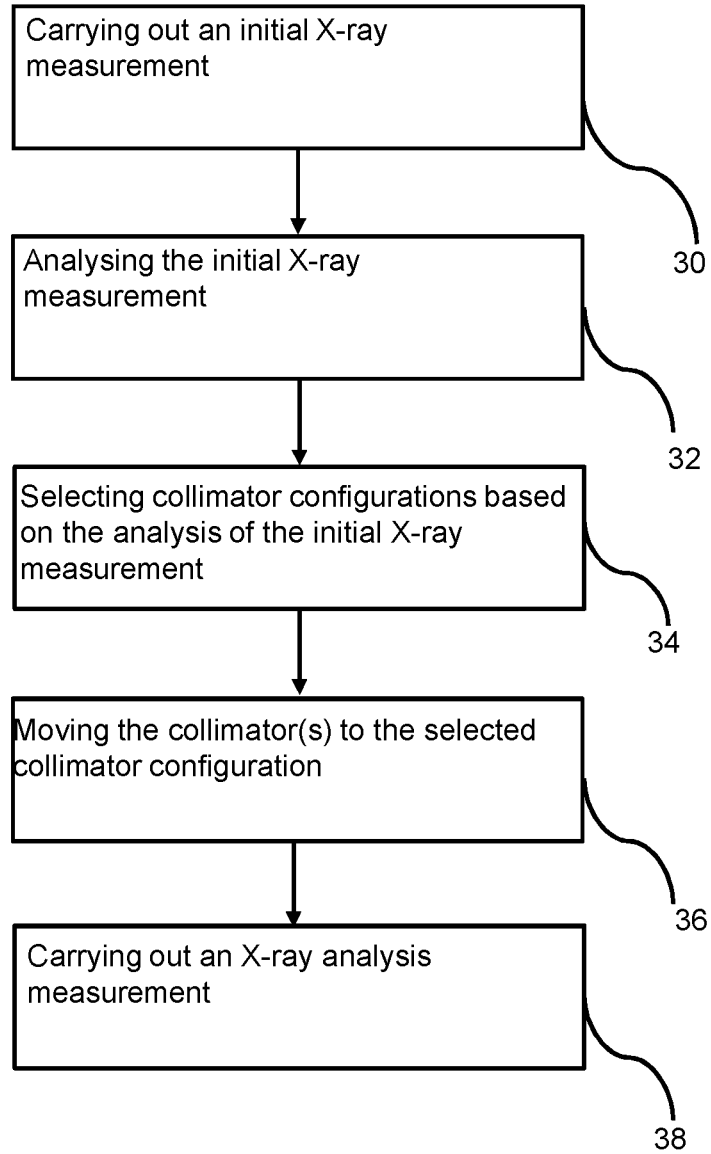 Carrying out an initial X-ray
measurement
30
Analysing the initial X-ray
measurement
32
Selecting collimator configurations based
on the analysis of the initial X-ray
measurement
34
Moving the collimator(s) to the selected
collimator configuration
36
Carrying out an X-ray analysis
measurement
38